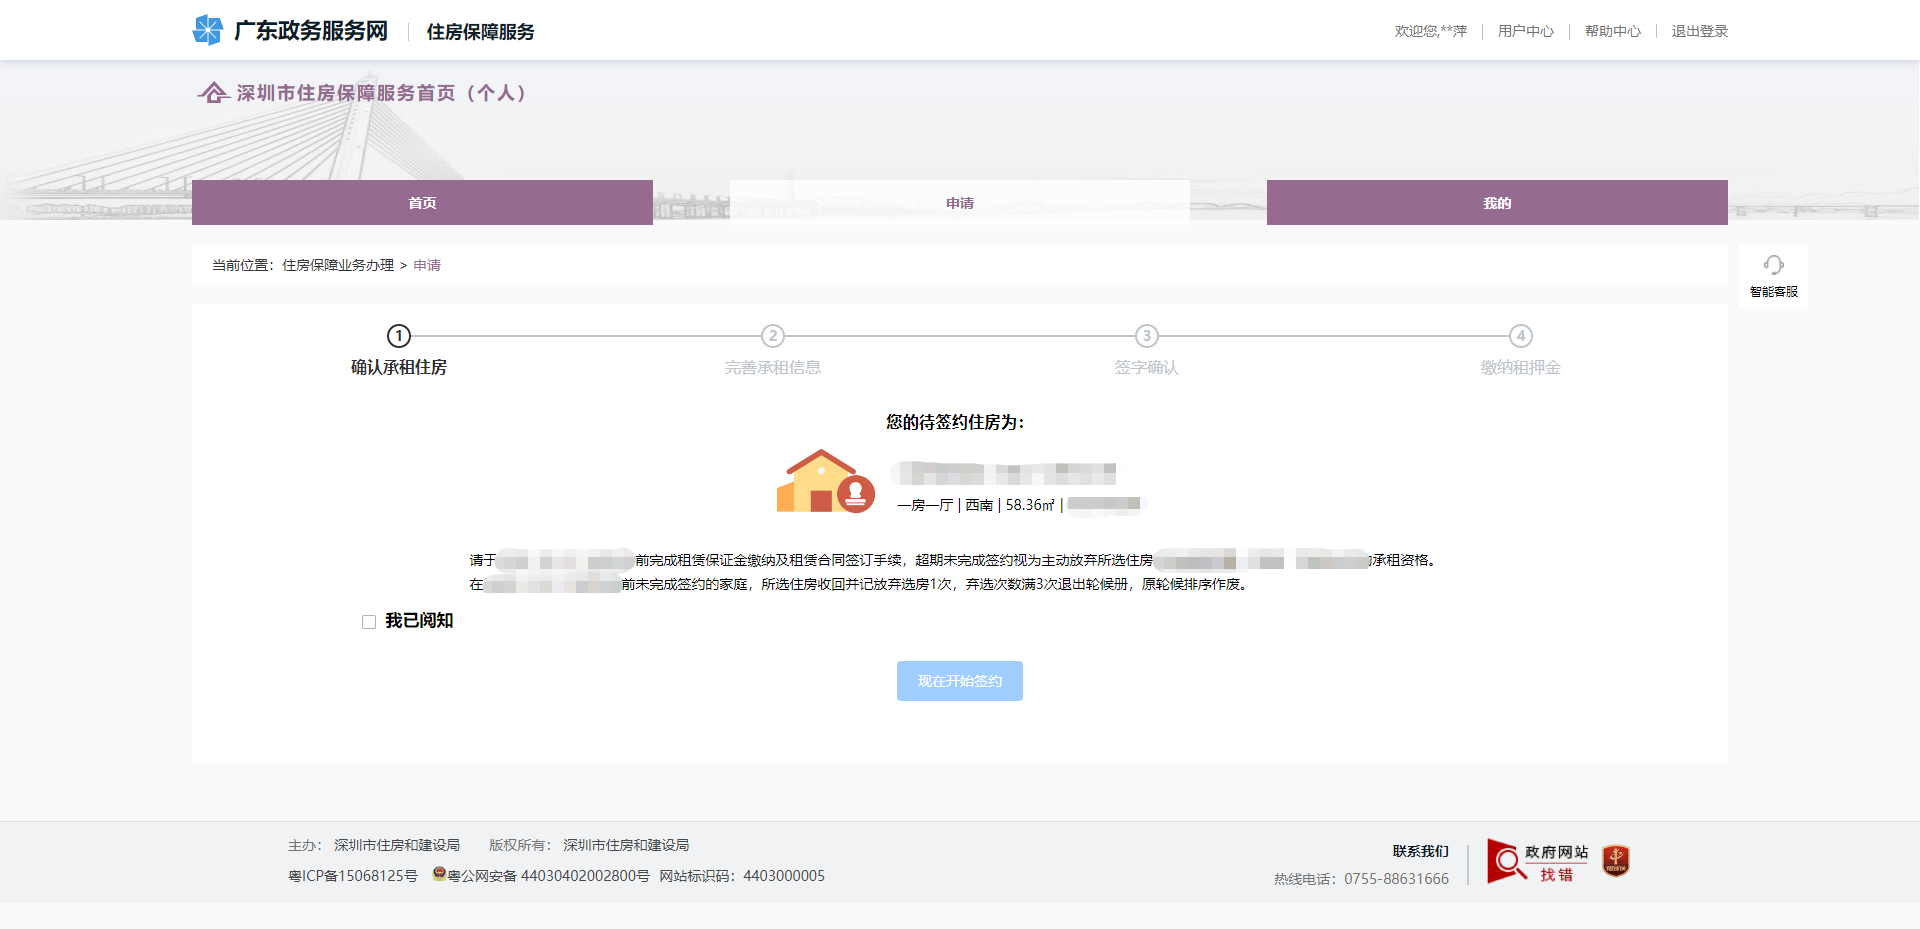 广东政务服务网 住房保障服务 欢迎您,**萍 用户中心 帮助中心 退出登录
深圳市住房保障服务首页（个人）
首页 申请 我的
当前位置：住房保障业务办理 > 申请
智能客服
1 2 3 4
确认承租住房 完善承租信息 签字确认 缴纳租押金
您的待签约住房为：
一房一厅 | 西南 | 58.36㎡ |
请于 前完成租赁保证金缴纳及租赁合同签订手续，超期未完成签约视为主动放弃所选住房 承租资格。
在 前未完成签约的家庭，所选住房收回并记放弃选房1次，弃选次数满3次退出轮候册，原轮候排序作废。
我已阅知
现在开始签约
主办： 深圳市住房和建设局 版权所有： 深圳市住房和建设局
粤ICP备15068125号 粤公网安备 44030402002800号 网站标识码：4403000005
联系我们
热线电话：0755-88631666
政府网站
找错